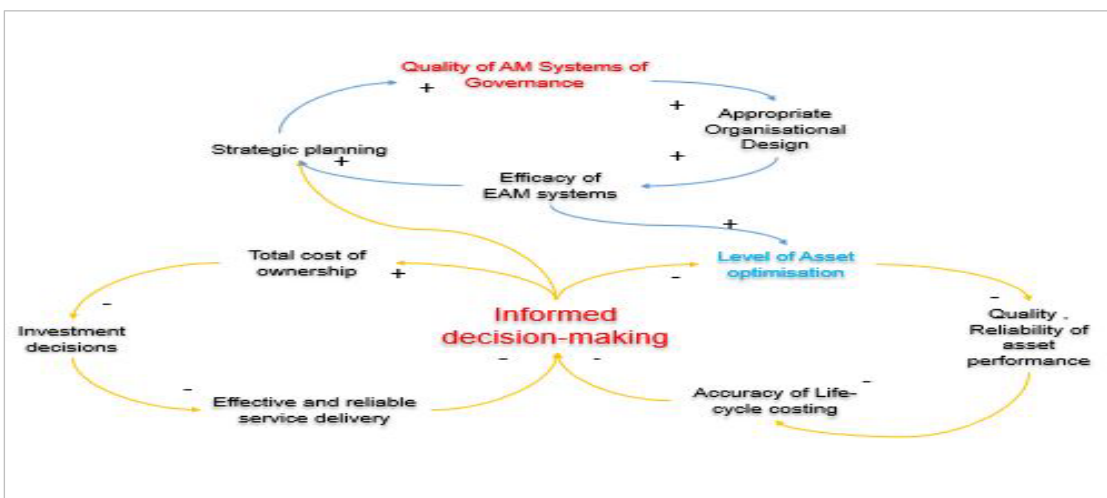 Quality of AM Systems of
Governance
+
+
Appropriate
Organisational
Design
Strategic planning
+
+
Efficacy of
EAM systems
+
Total cost of
ownership
+
Level of Asset
optimisation
-
-
-
Informed
decision-making
Quality .
Reliability of
asset
performance
Investment
decisions
-
-
-
-
Effective and reliable
service delivery
Accuracy of Life-
cycle costing